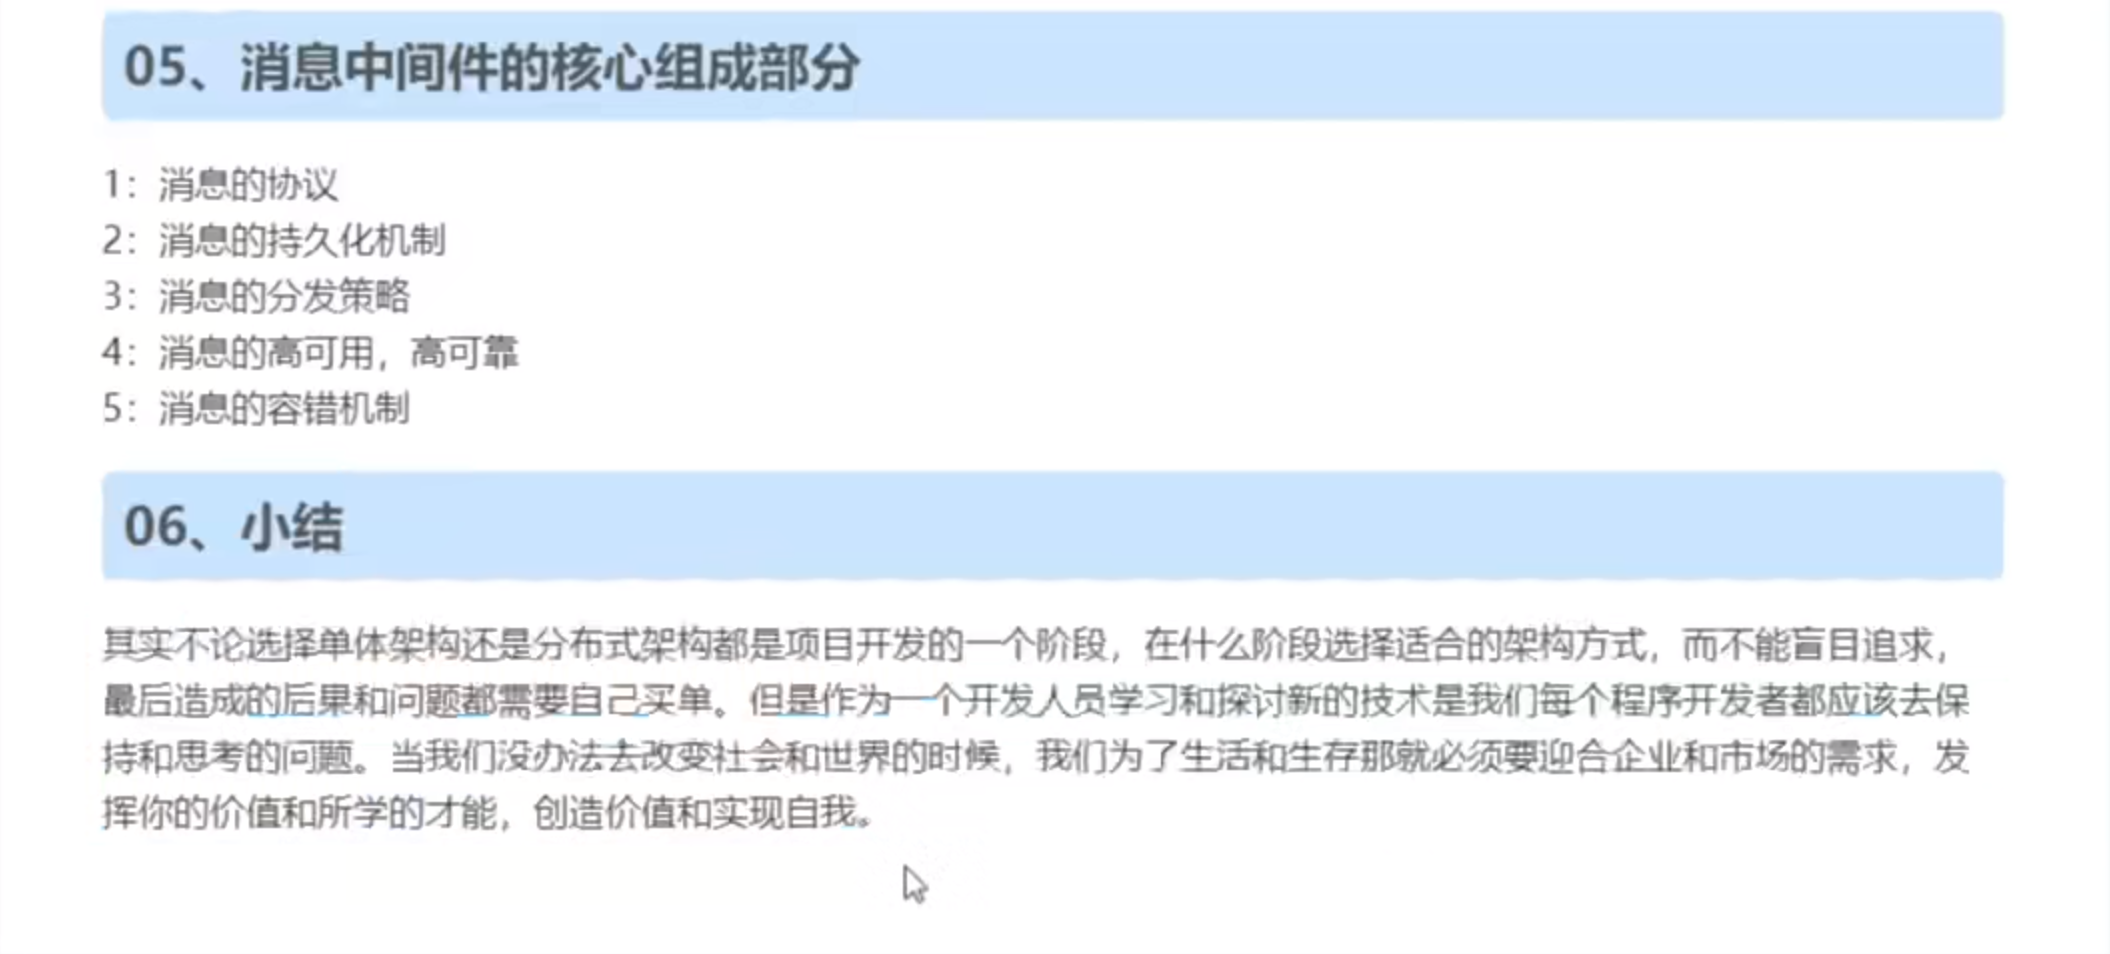 05、消息中间件的核心组成部分
1：消息的协议
2：消息的持久化机制
3：消息的分发策略
4：消息的高可用，高可靠
5：消息的容错机制
06、小结
其实不论选择单体架构还是分布式架构都是项目开发的一个阶段，在什么阶段选择适合的架构方式，而不能盲目追求，
最后造成的后果和问题都需要自己买单。但是作为一个开发人员学习和探讨新的技术是我们每个程序开发者都应该去保
持和思考的问题。当我们没办法去改变社会和世界的时候，我们为了生活和生存那就必须要迎合企业和市场的需求，发
挥你的价值和所学的才能，创造价值和实现自我。